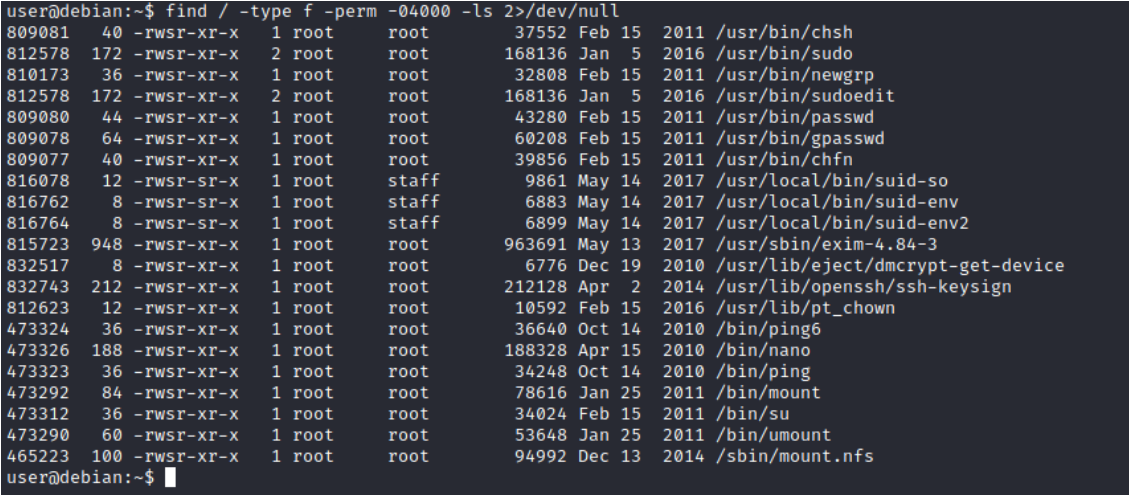 user@debian:~$ find / -type f -perm -04000 -ls 2>/dev/null
809081   40 -rwsr-xr-x   1 root     root        37552 Feb 15  2011 /usr/bin/chsh
812578  172 -rwsr-xr-x   2 root     root       168136 Jan  5  2016 /usr/bin/sudo
810173   36 -rwsr-xr-x   1 root     root        32808 Feb 15  2011 /usr/bin/newgrp
812578  172 -rwsr-xr-x   2 root     root       168136 Jan  5  2016 /usr/bin/sudoedit
809080   44 -rwsr-xr-x   1 root     root        43280 Feb 15  2011 /usr/bin/passwd
809078   64 -rwsr-xr-x   1 root     root        60208 Feb 15  2011 /usr/bin/gpasswd
809077   40 -rwsr-xr-x   1 root     root        39856 Feb 15  2011 /usr/bin/chfn
816078   12 -rwsr-sr-x   1 root     staff        9861 May 14  2017 /usr/local/bin/suid-so
816762    8 -rwsr-sr-x   1 root     staff        6883 May 14  2017 /usr/local/bin/suid-env
816764    8 -rwsr-sr-x   1 root     staff        6899 May 14  2017 /usr/local/bin/suid-env2
815723  948 -rwsr-xr-x   1 root     root       963691 May 13  2017 /usr/sbin/exim-4.84-3
832517    8 -rwsr-xr-x   1 root     root         6776 Dec 19  2010 /usr/lib/eject/dmcrypt-get-device
832743  212 -rwsr-xr-x   1 root     root       212128 Apr  2  2014 /usr/lib/openssh/ssh-keysign
812623   12 -rwsr-xr-x   1 root     root        10592 Feb 15  2016 /usr/lib/pt_chown
473324   36 -rwsr-xr-x   1 root     root        36640 Oct 14  2010 /bin/ping6
473326  188 -rwsr-xr-x   1 root     root       188328 Apr 15  2010 /bin/nano
473323   36 -rwsr-xr-x   1 root     root        34248 Oct 14  2010 /bin/ping
473292   84 -rwsr-xr-x   1 root     root        78616 Jan 25  2011 /bin/mount
473312   36 -rwsr-xr-x   1 root     root        34024 Feb 15  2011 /bin/su
473290   60 -rwsr-xr-x   1 root     root        53648 Jan 25  2011 /bin/umount
465223  100 -rwsr-xr-x   1 root     root        94992 Dec 13  2014 /sbin/mount.nfs
user@debian:~$